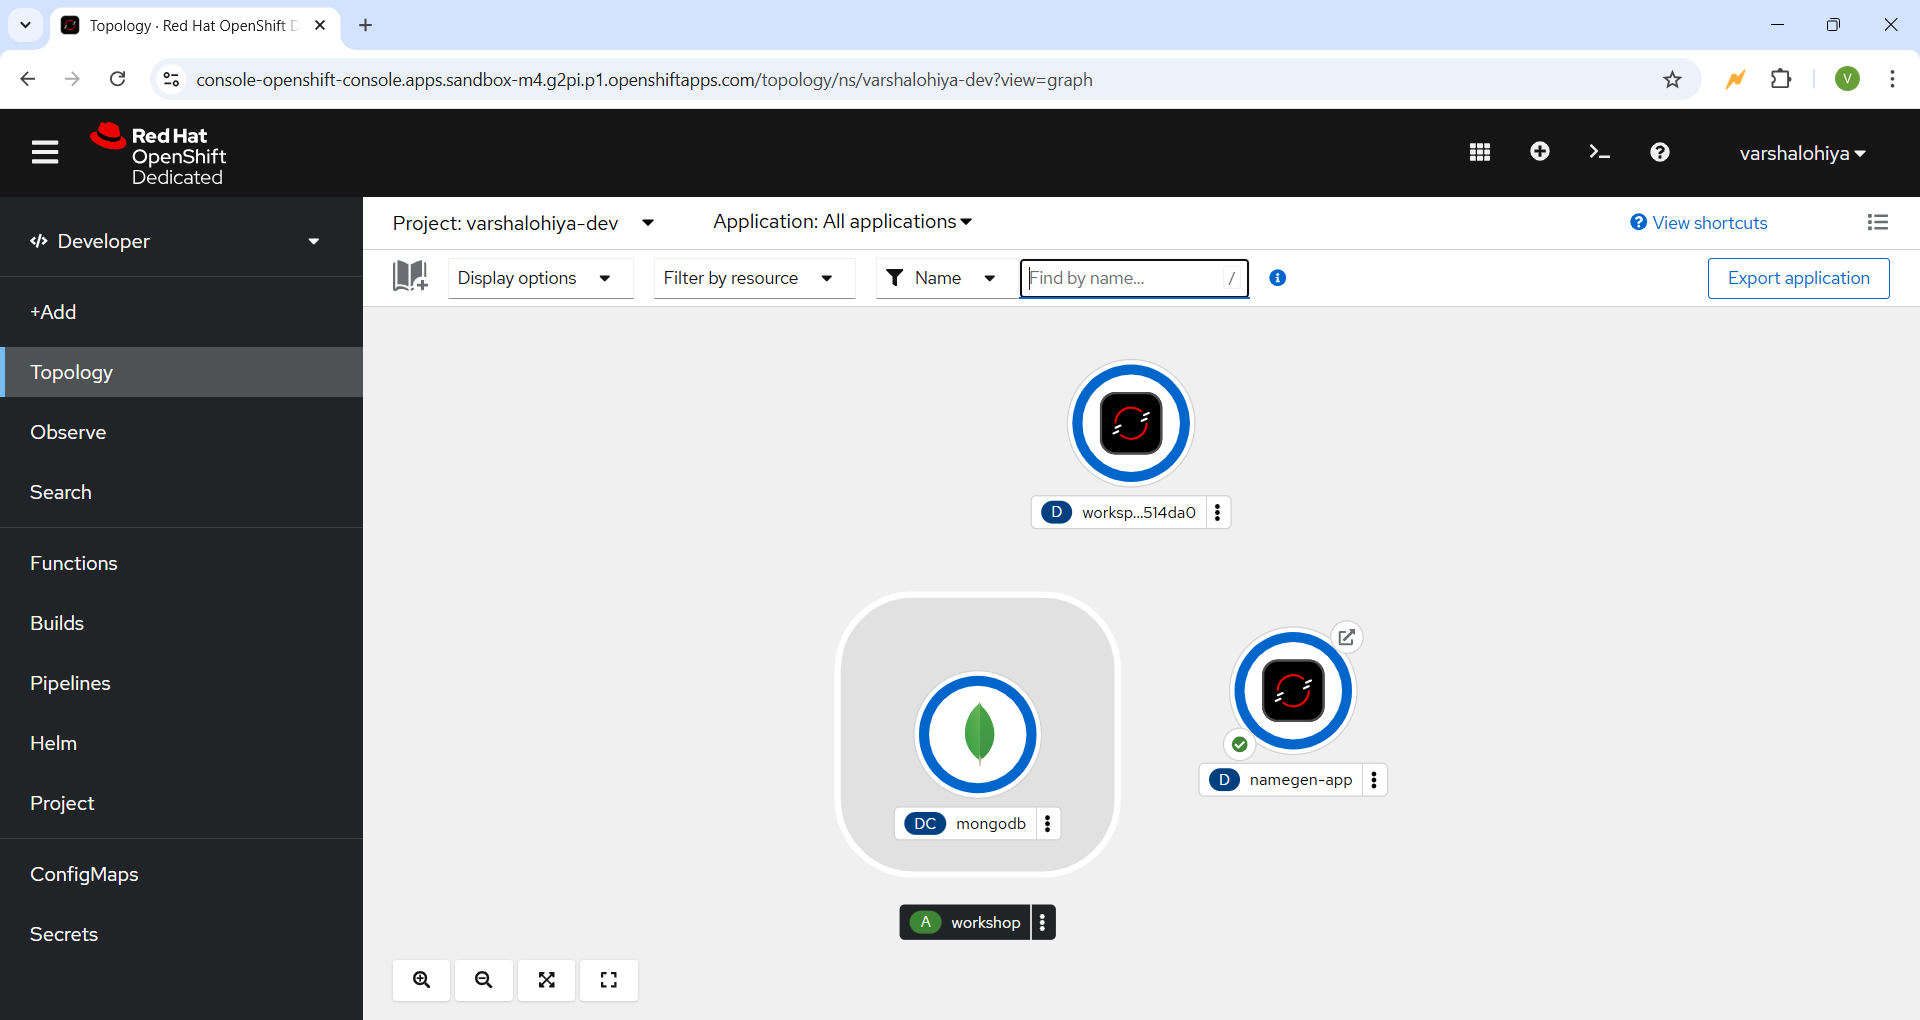 Topology · Red Hat OpenShift D
console-openshift-console.apps.sandbox-m4.g2pi.p1.openshiftapps.com/topology/ns/varshalohiya-dev?view=graph
V
Red Hat
OpenShift
Dedicated
varshalohiya
Developer
Project: varshalohiya-dev
Application: All applications
View shortcuts
Display options
Filter by resource
Name
Find by name...
/
Export application
+Add
Topology
Observe
Search
Functions
Builds
Pipelines
Helm
Project
ConfigMaps
Secrets
D worksp...514da0
D namegen-app
DC mongodb
A workshop